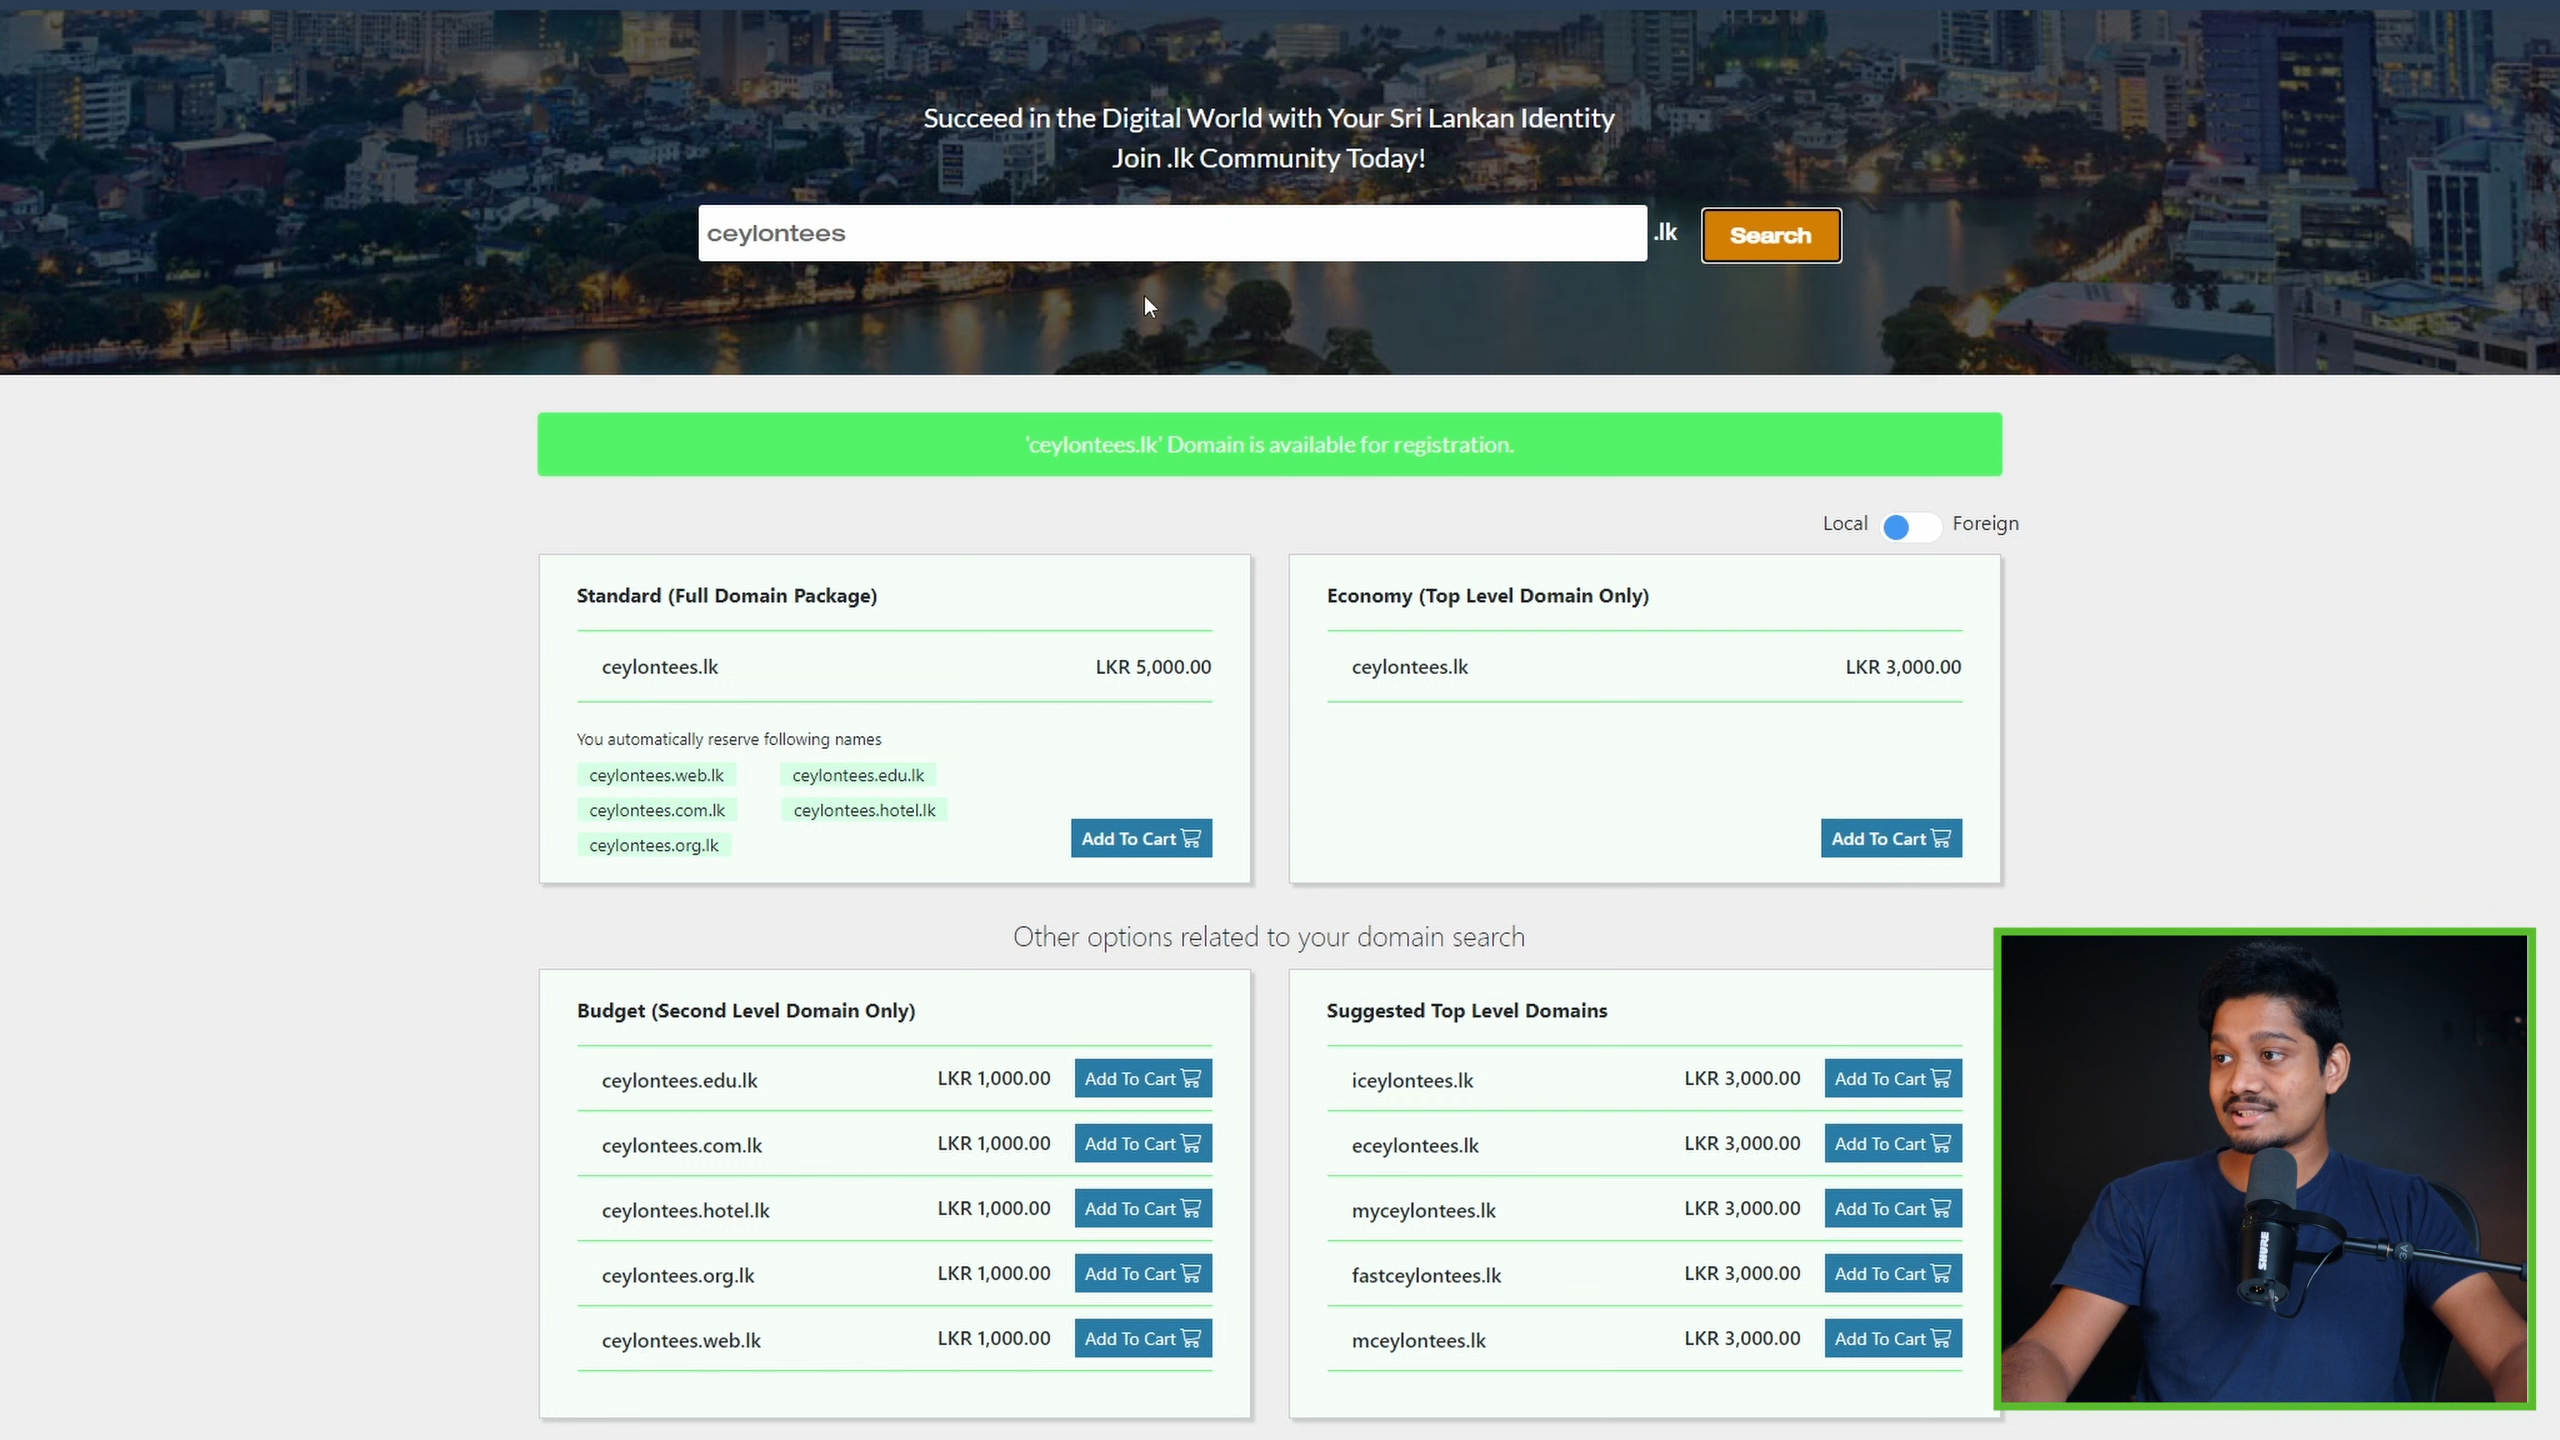 Succeed in the Digital World with Your Sri Lankan Identity
Join .lk Community Today!
ceylontees .lk Search
'ceylontees.lk' Domain is available for registration.
Local Foreign
Standard (Full Domain Package)
ceylontees.lk LKR 5,000.00
You automatically reserve following names
ceylontees.web.lk ceylontees.edu.lk
ceylontees.com.lk ceylontees.hotel.lk
ceylontees.org.lk
Add To Cart
Economy (Top Level Domain Only)
ceylontees.lk LKR 3,000.00
Add To Cart
Other options related to your domain search
Budget (Second Level Domain Only)
ceylontees.edu.lk LKR 1,000.00 Add To Cart
ceylontees.com.lk LKR 1,000.00 Add To Cart
ceylontees.hotel.lk LKR 1,000.00 Add To Cart
ceylontees.org.lk LKR 1,000.00 Add To Cart
ceylontees.web.lk LKR 1,000.00 Add To Cart
Suggested Top Level Domains
iceylontees.lk LKR 3,000.00 Add To Cart
eceylontees.lk LKR 3,000.00 Add To Cart
myceylontees.lk LKR 3,000.00 Add To Cart
fastceylontees.lk LKR 3,000.00 Add To Cart
mceylontees.lk LKR 3,000.00 Add To Cart
SHURE